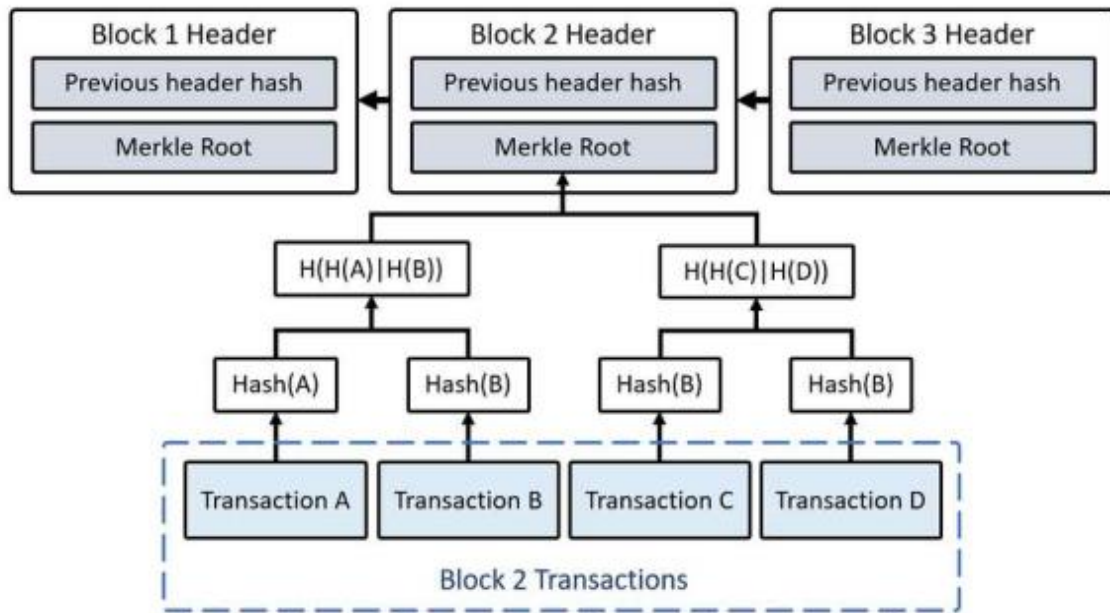 Block 1 Header
Previous header hash
Merkle Root
Block 2 Header
Previous header hash
Merkle Root
Block 3 Header
Previous header hash
Merkle Root
H(H(A)|H(B))
H(H(C)|H(D))
Hash(A)
Hash(B)
Hash(B)
Hash(B)
Transaction A
Transaction B
Transaction C
Transaction D
Block 2 Transactions